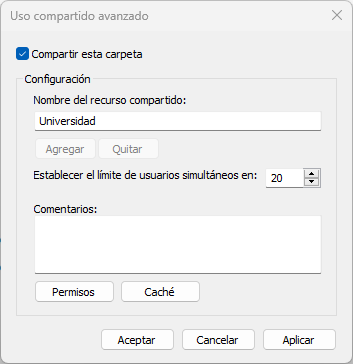 Uso compartido avanzado
Compartir esta carpeta
Configuración
Nombre del recurso compartido:
Universidad
Agregar Quitar
Establecer el límite de usuarios simultáneos en: 20
Comentarios:
Permisos Caché
Aceptar Cancelar Aplicar